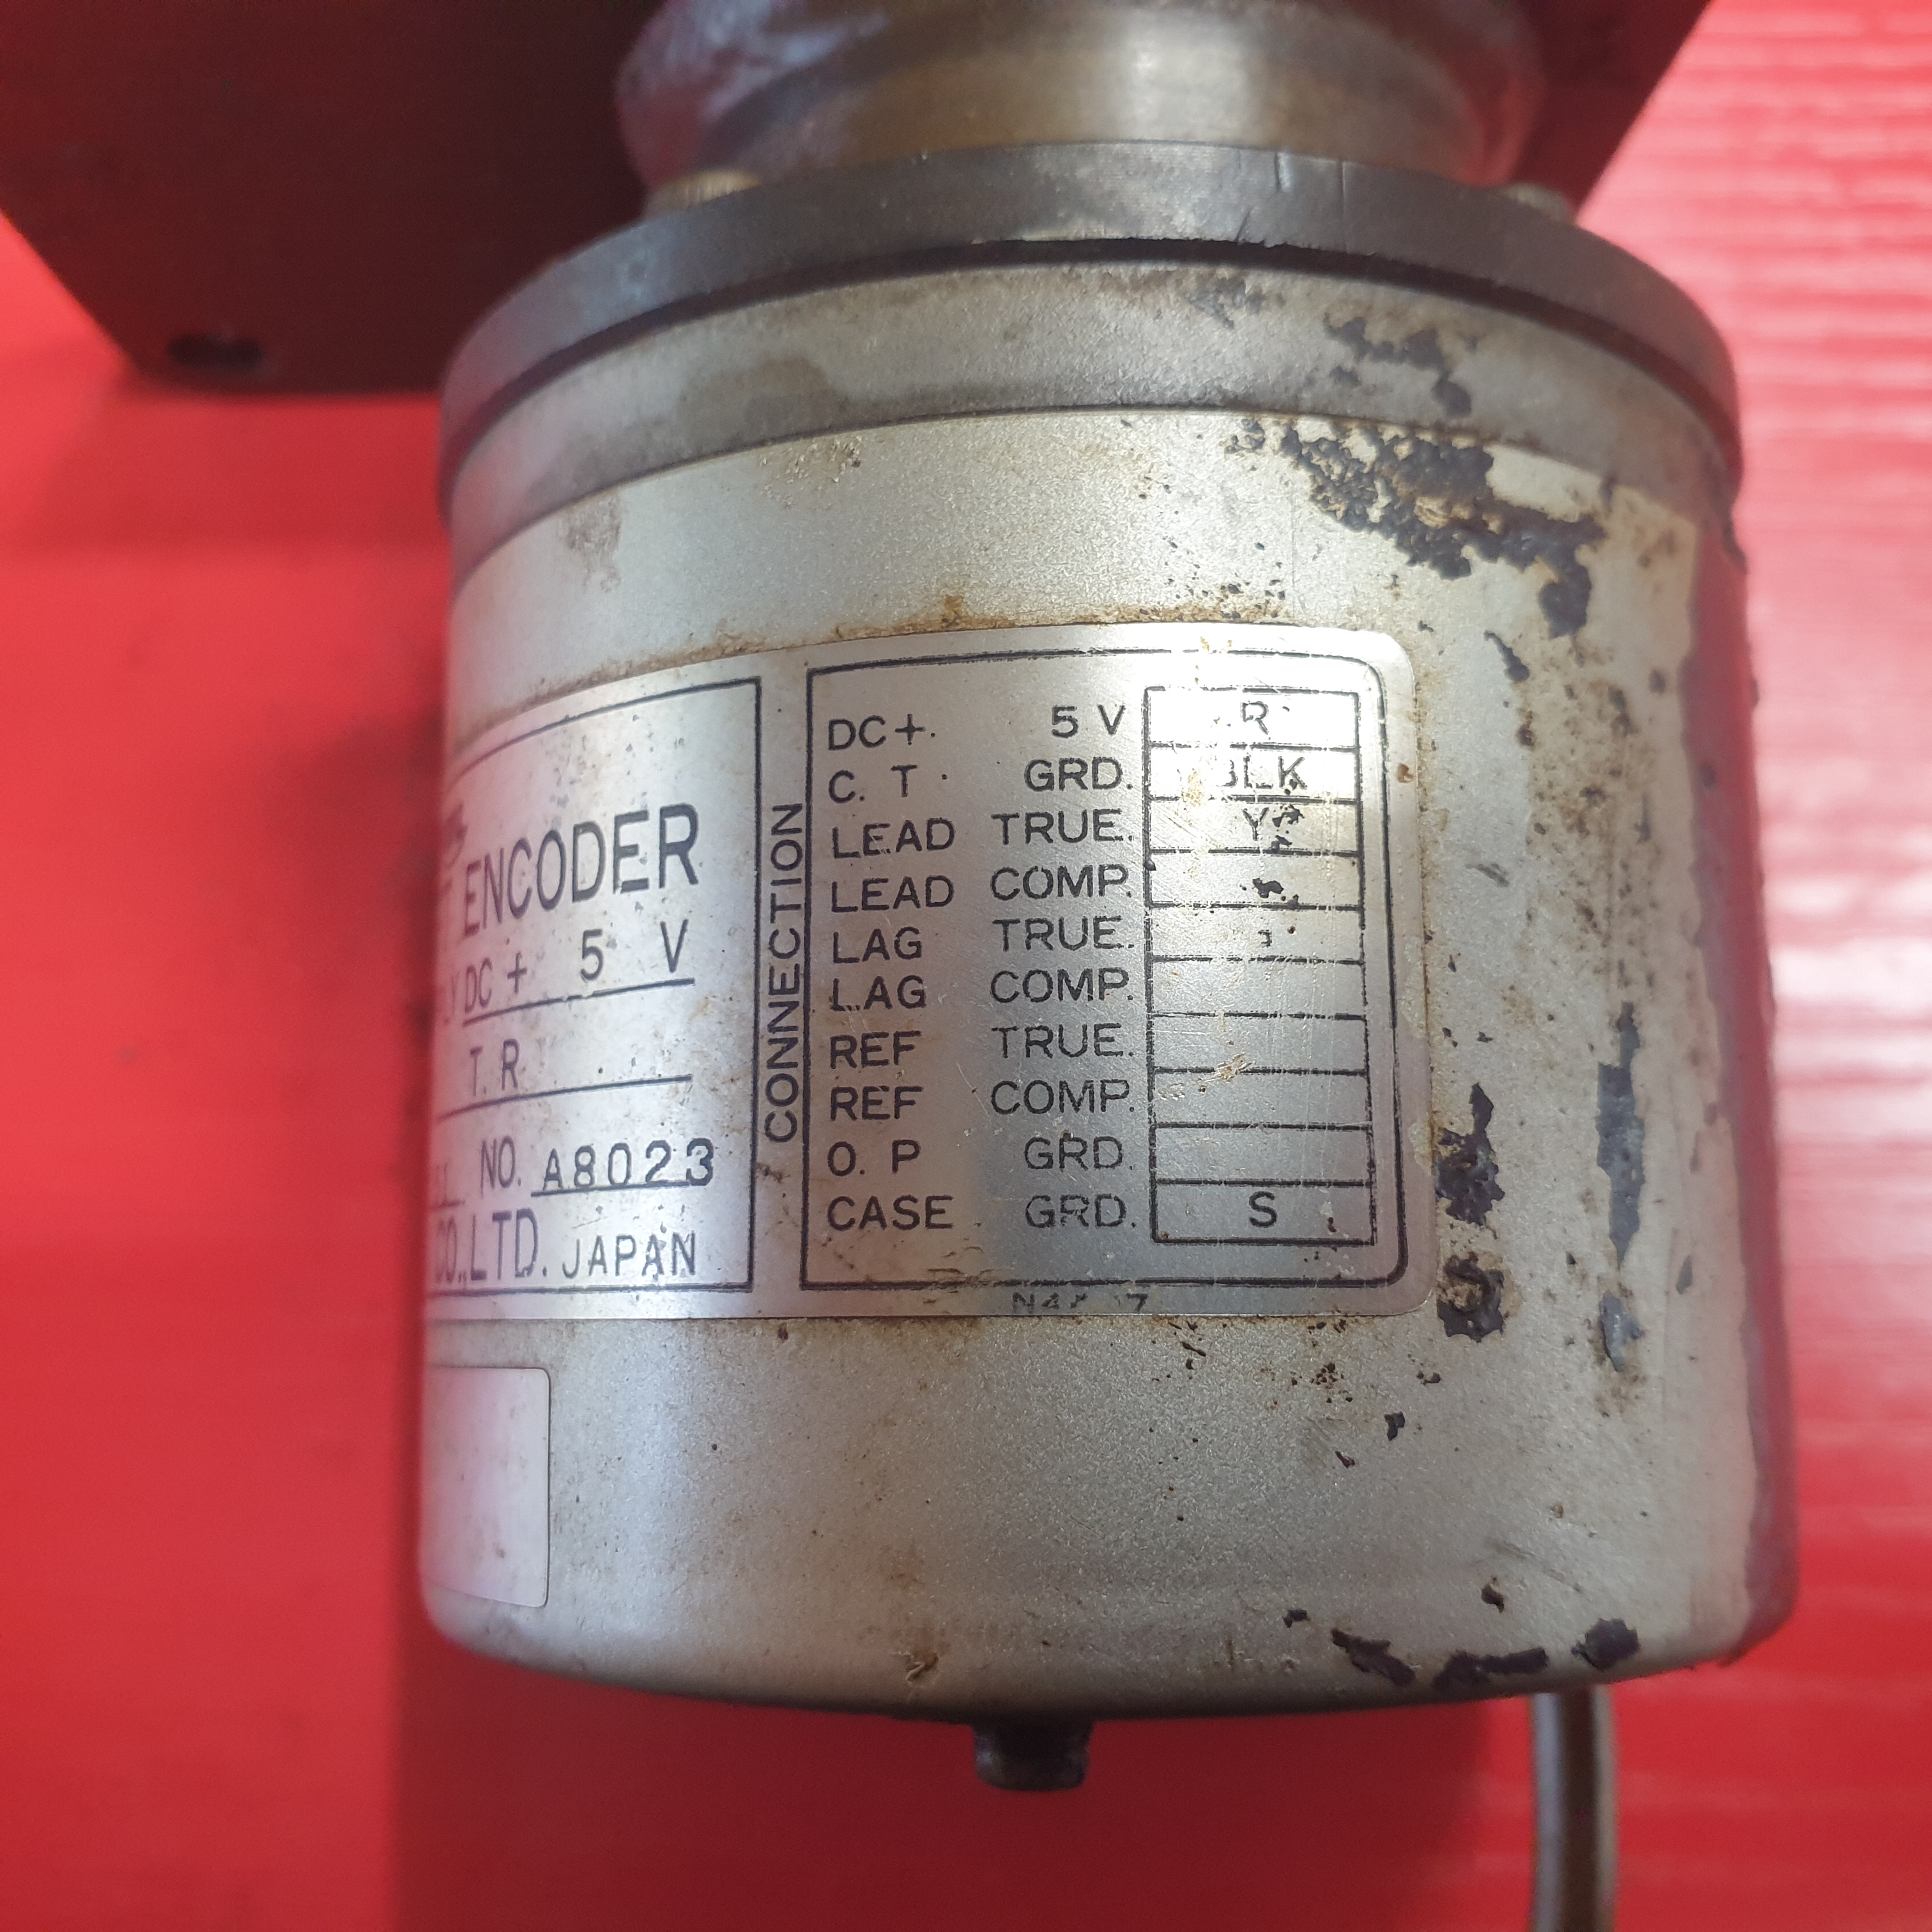 ENCODER
DC + 5 V
T. R
NO. A8023
CO.,LTD. JAPAN
CONNECTION
DC+. 5 V R
C. T. GRD. BLK
LEAD TRUE. Y
LEAD COMP.
LAG TRUE.
LAG COMP.
REF TRUE.
REF COMP.
O. P GRD.
CASE GRD. S